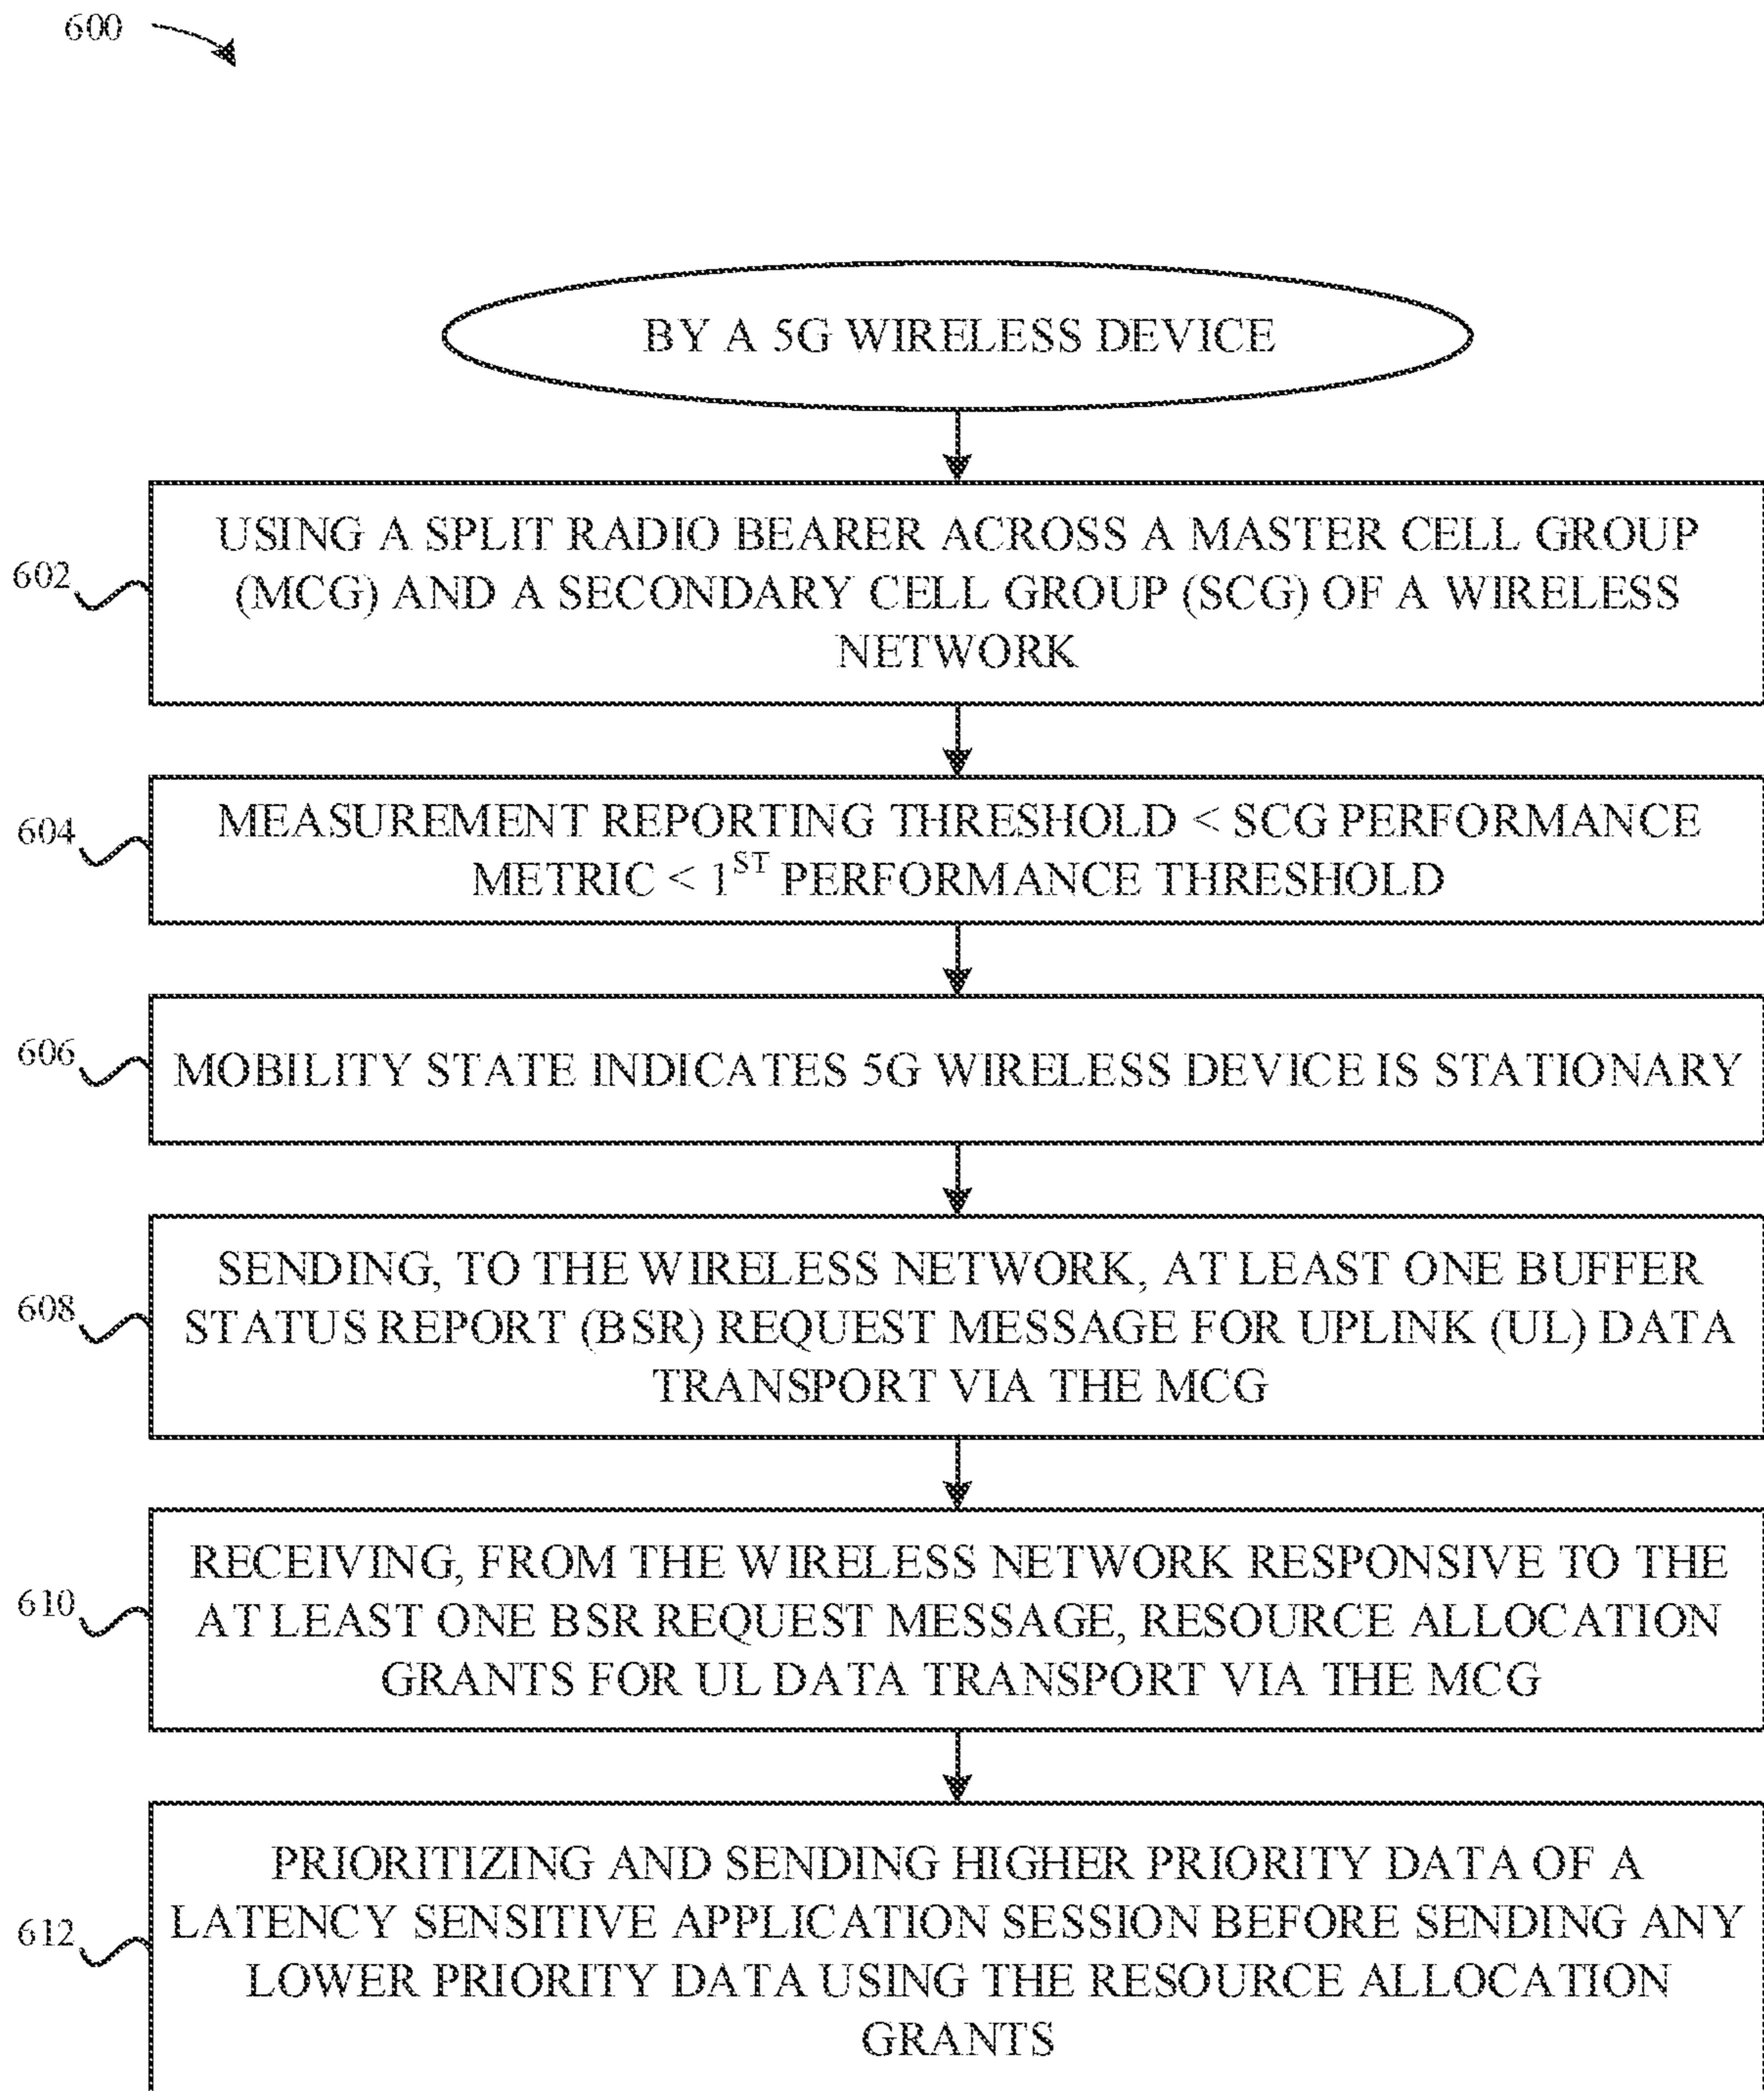 600
BY A 5G WIRELESS DEVICE
602
USING A SPLIT RADIO BEARER ACROSS A MASTER CELL GROUP
(MCG) AND A SECONDARY CELL GROUP (SCG) OF A WIRELESS
NETWORK
604
MEASUREMENT REPORTING THRESHOLD < SCG PERFORMANCE
METRIC < 1ST PERFORMANCE THRESHOLD
606
MOBILITY STATE INDICATES 5G WIRELESS DEVICE IS STATIONARY
608
SENDING, TO THE WIRELESS NETWORK, AT LEAST ONE BUFFER
STATUS REPORT (BSR) REQUEST MESSAGE FOR UPLINK (UL) DATA
TRANSPORT VIA THE MCG
610
RECEIVING, FROM THE WIRELESS NETWORK RESPONSIVE TO THE
AT LEAST ONE BSR REQUEST MESSAGE, RESOURCE ALLOCATION
GRANTS FOR UL DATA TRANSPORT VIA THE MCG
612
PRIORITIZING AND SENDING HIGHER PRIORITY DATA OF A
LATENCY SENSITIVE APPLICATION SESSION BEFORE SENDING ANY
LOWER PRIORITY DATA USING THE RESOURCE ALLOCATION
GRANTS